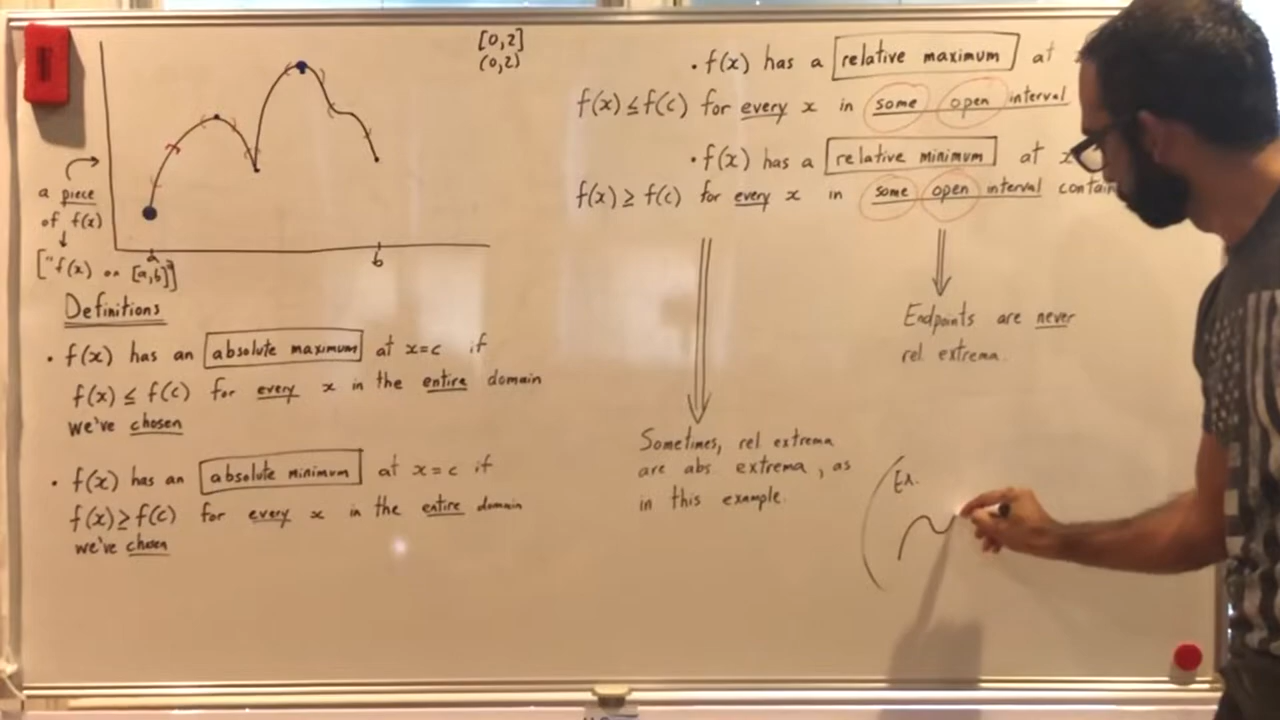 [0,2]
(0,2)
a piece
of f(x)
["f(x) on [a,b]"]
a
b
Definitions
• f(x) has an absolute maximum at x=c if
f(x) ≤ f(c) for every x in the entire domain
we've chosen
• f(x) has an absolute minimum at x=c if
f(x) ≥ f(c) for every x in the entire domain
we've chosen
• f(x) has a relative maximum at
f(x) ≤ f(c) for every x in some open interval
• f(x) has a relative minimum at x
f(x) ≥ f(c) for every x in some open interval contain
Endpoints are never
rel extrema.
Sometimes, rel extrema
are abs extrema, as
in this example.
Ex.